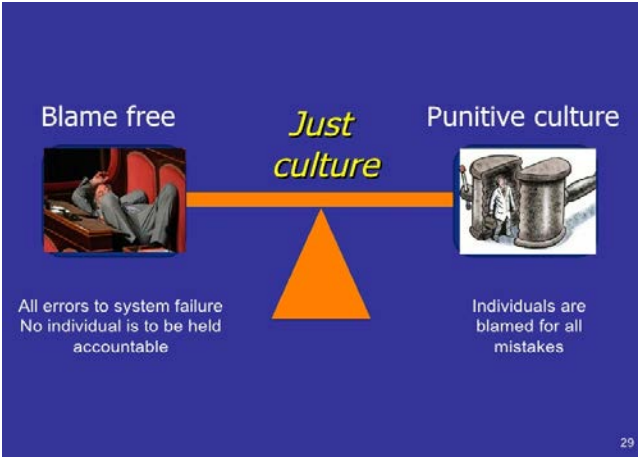 Blame free
Just
culture
Punitive culture
All errors to system failure
No individual is to be held
accountable
Individuals are
blamed for all
mistakes
29